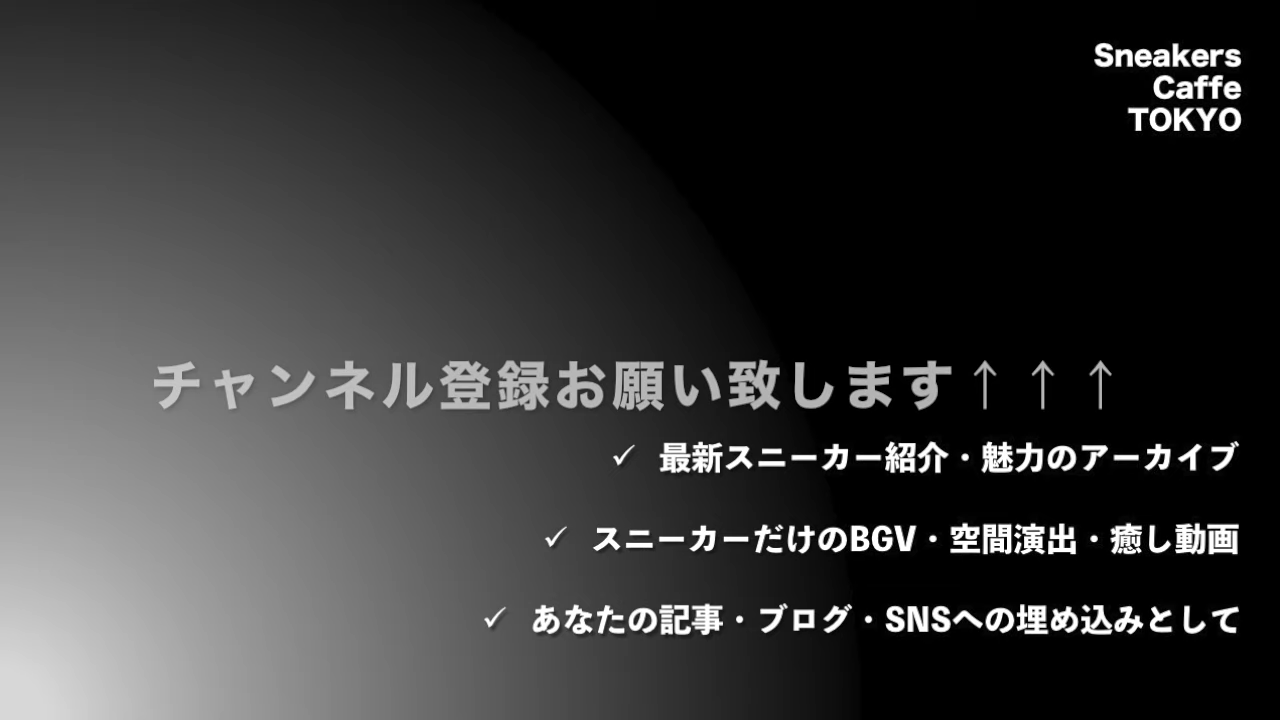 Sneakers
Caffe
TOKYO
チャンネル登録お願い致します↑↑↑
✓ 最新スニーカー紹介・魅力のアーカイブ
✓ スニーカーだけのBGV・空間演出・癒し動画
✓ あなたの記事・ブログ・SNSへの埋め込みとして